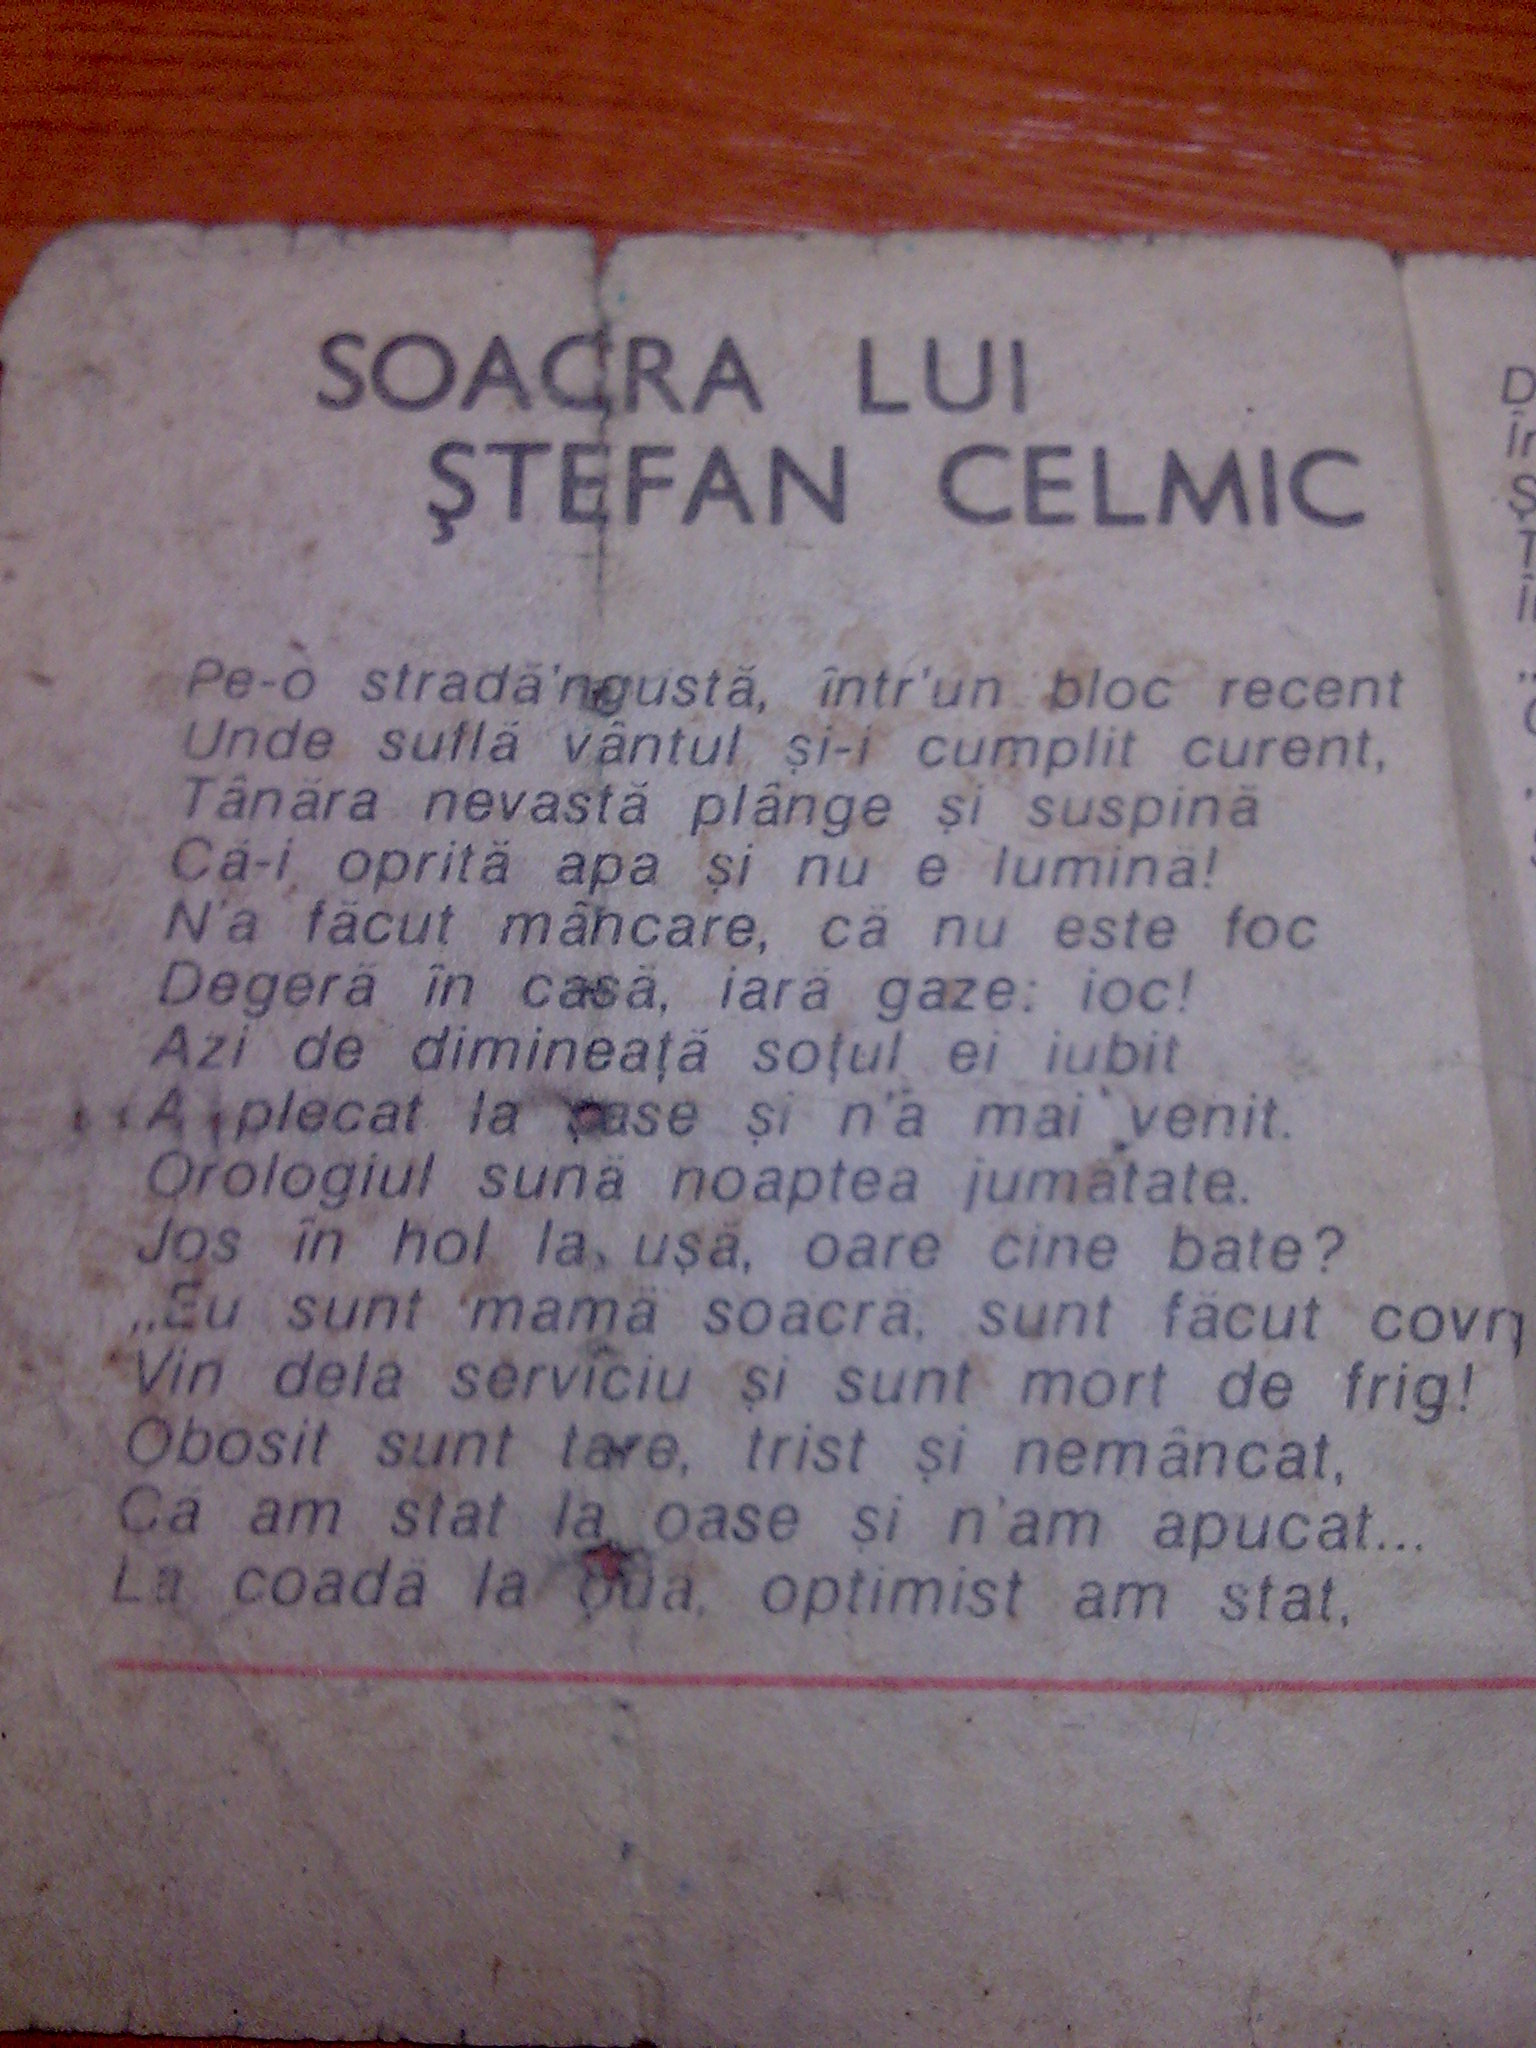 SOACRA LUI
ŞTEFAN CELMIC
Pe-o stradă'ngustă, într'un bloc recent
Unde suflă vântul și-i cumplit curent,
Tânăra nevastă plânge și suspină
Că-i oprită apa și nu e lumină!
N'a făcut mâncare, că nu este foc
Degeră în casă, iară gaze: ioc!
Azi de dimineață soțul ei iubit
A plecat la șase și n'a mai venit.
Orologiul sună noaptea jumătate.
Jos în hol la ușă, oare cine bate?
„Eu sunt mamă soacră, sunt făcut covri
Vin dela serviciu și sunt mort de frig!
Obosit sunt tare, trist și nemâncat,
Că am stat la oase și n'am apucat...
La coadă la ouă, optimist am stat,